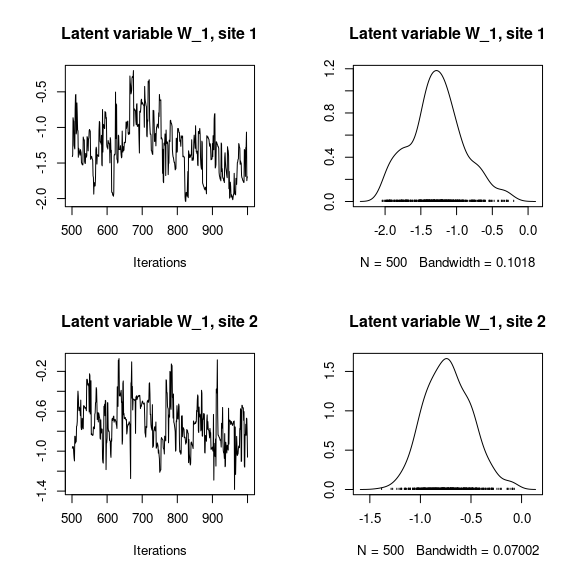 Latent variable W_1, site 1
-0.5
-1.0
-1.5
-2.0
500 600 700 800 900
Iterations
Latent variable W_1, site 1
1.2
0.8
0.4
0.0
-2.0 -1.5 -1.0 -0.5 0.0
N = 500 Bandwidth = 0.1018
Latent variable W_1, site 2
-0.2
-0.6
-1.0
-1.4
500 600 700 800 900
Iterations
Latent variable W_1, site 2
1.5
1.0
0.5
0.0
-1.5 -1.0 -0.5 0.0
N = 500 Bandwidth = 0.07002